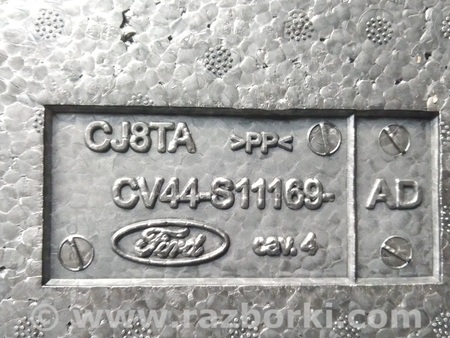 CJ8TA >PP<
CV44-S11169- AD
Ford cav. 4
© www.razborki.com